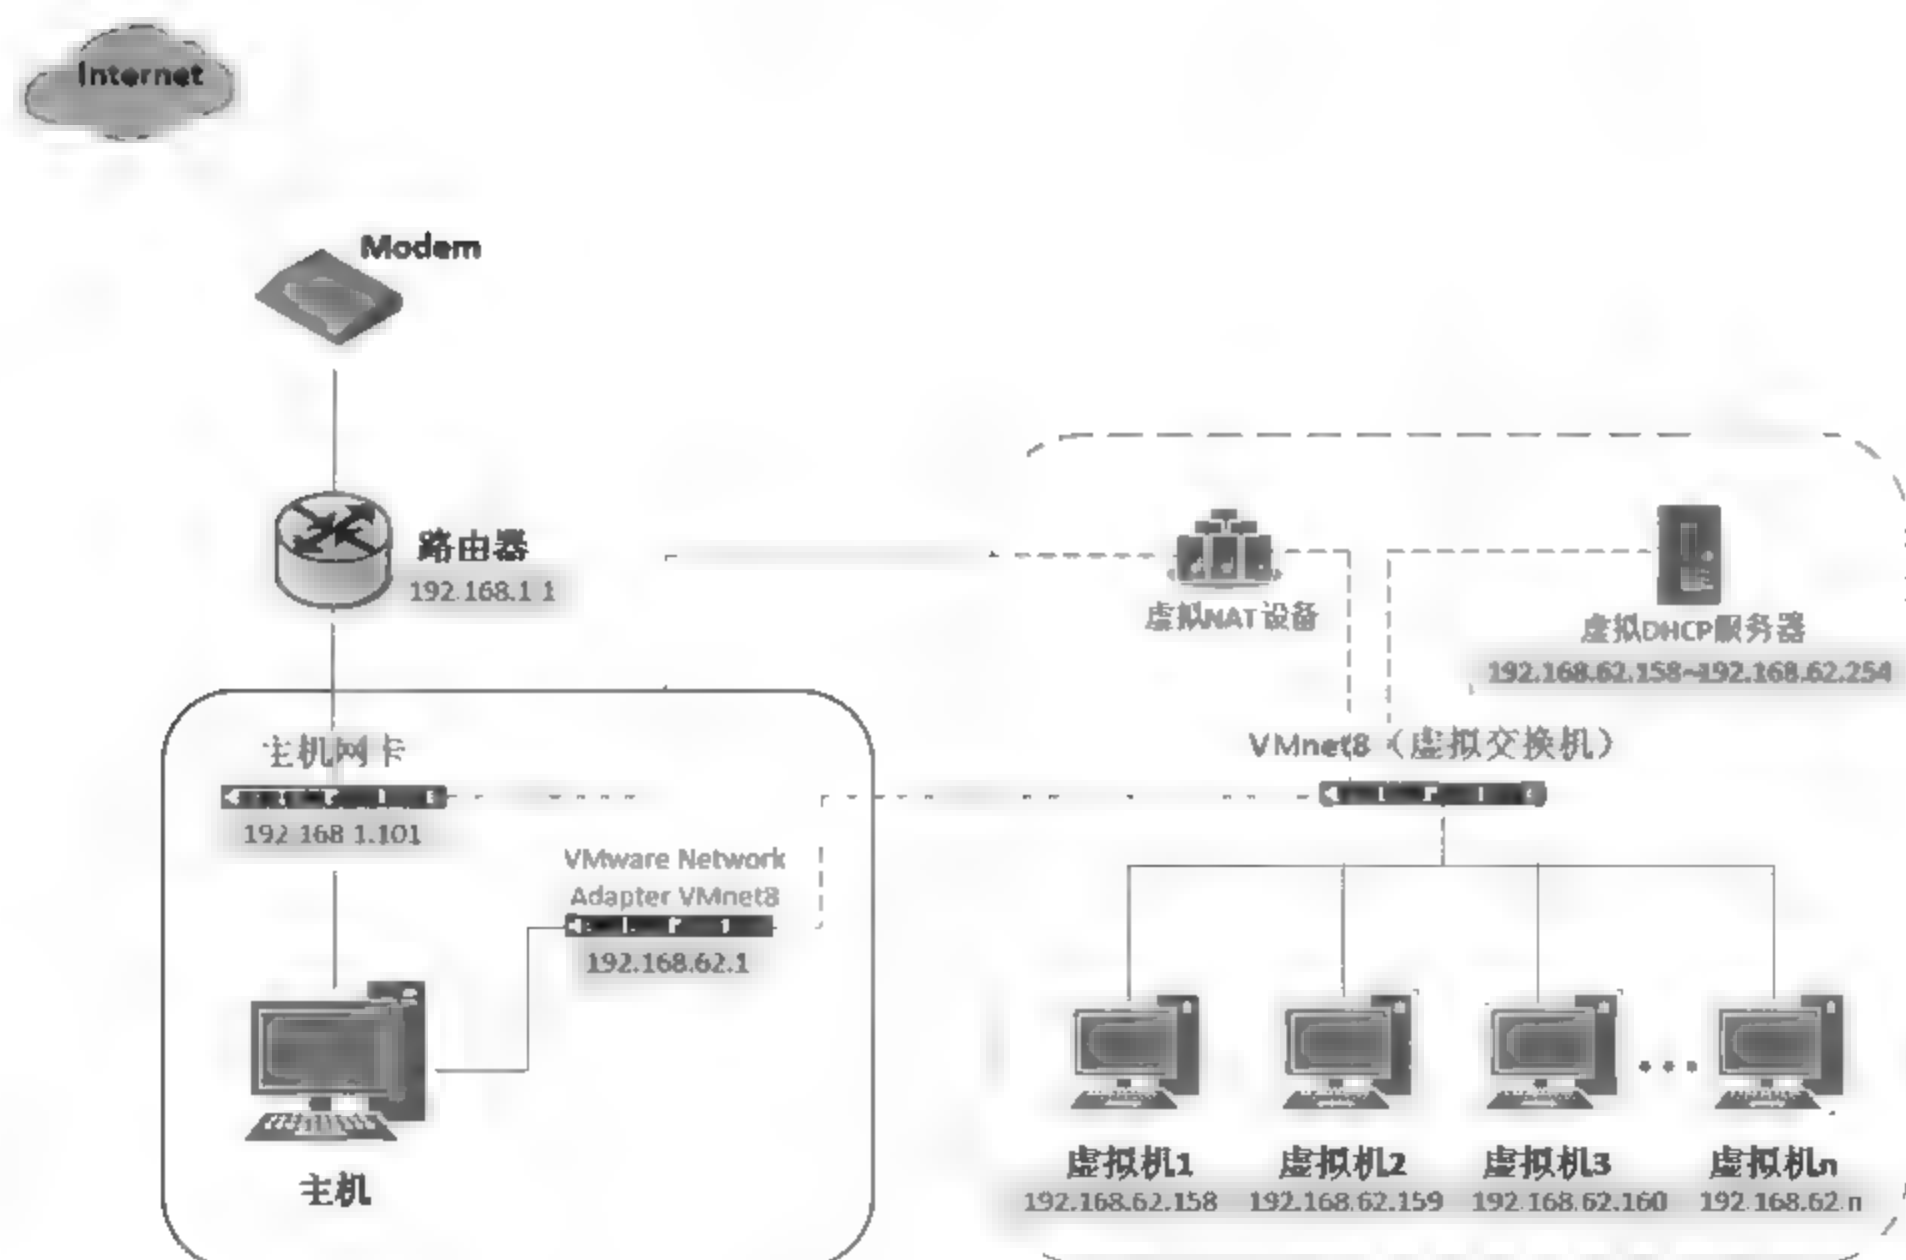 Internet
Modem
路由器
192.168.1.1
虚拟NAT设备
虚拟DHCP服务器
192.168.62.158~192.168.62.254
主机网卡
192.168.1.101
VMnet8（虚拟交换机）
VMware Network
Adapter VMnet8
192.168.62.1
主机
虚拟机1
192.168.62.158
虚拟机2
192.168.62.159
虚拟机3
192.168.62.160
虚拟机n
192.168.62.n